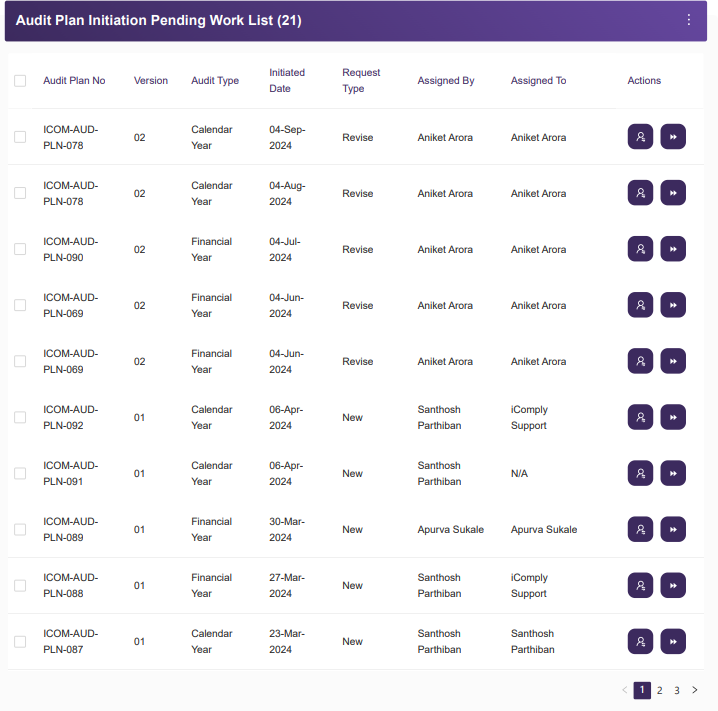 Audit Plan Initiation Pending Work List (21)
Audit Plan No Version Audit Type Initiated Date Request Type Assigned By Assigned To Actions
ICOM-AUD-PLN-078 02 Calendar Year 04-Sep-2024 Revise Aniket Arora Aniket Arora
ICOM-AUD-PLN-078 02 Calendar Year 04-Aug-2024 Revise Aniket Arora Aniket Arora
ICOM-AUD-PLN-090 02 Financial Year 04-Jul-2024 Revise Aniket Arora Aniket Arora
ICOM-AUD-PLN-069 02 Financial Year 04-Jun-2024 Revise Aniket Arora Aniket Arora
ICOM-AUD-PLN-069 02 Financial Year 04-Jun-2024 Revise Aniket Arora Aniket Arora
ICOM-AUD-PLN-092 01 Calendar Year 06-Apr-2024 New Santhosh Parthiban iComply Support
ICOM-AUD-PLN-091 01 Calendar Year 06-Apr-2024 New Santhosh Parthiban N/A
ICOM-AUD-PLN-089 01 Financial Year 30-Mar-2024 New Apurva Sukale Apurva Sukale
ICOM-AUD-PLN-088 01 Financial Year 27-Mar-2024 New Santhosh Parthiban iComply Support
ICOM-AUD-PLN-087 01 Calendar Year 23-Mar-2024 New Santhosh Parthiban Santhosh Parthiban
1 2 3